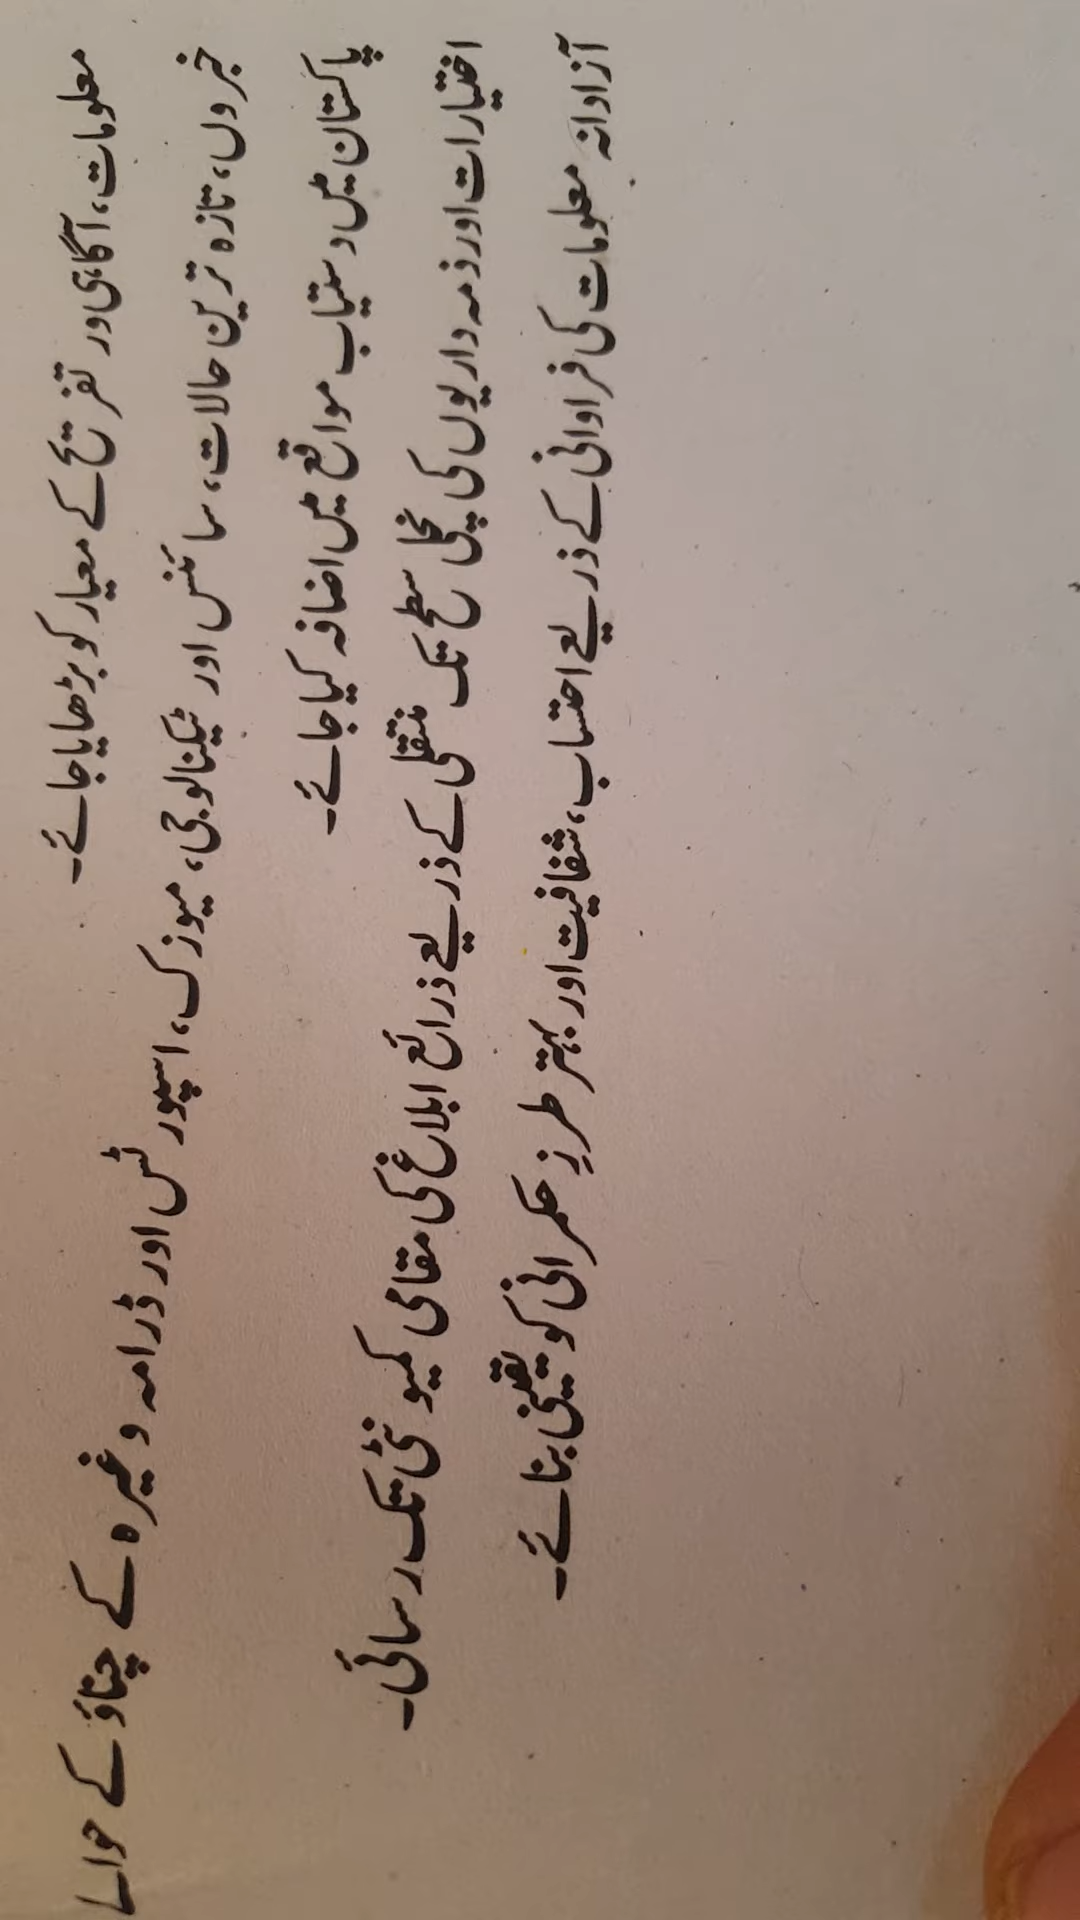 معلومات، آگاہی ور تفریح کے معیار کو بڑھایا جائے۔
خبروں، تازہ ترین حالات، سائنس اور ٹیکنالوجی، میوزک، اسپورٹس اور ڈرامہ وغیرہ کے چناؤ کے حوالے
پاکستان میں دستیاب مواقع میں اضافہ کیا جائے۔
اختیارات اور ذمہ داریوں کی نچلی سطح تک منتقلی کے ذریعے ذرائع ابلاغ کی مقامی کمیونٹی تک رسائی۔
آزادانہ معلومات کی فراوانی کے ذریعے احتساب، شفافیت اور بہتر طرزِ حکمرانی کو یقینی بنائے۔